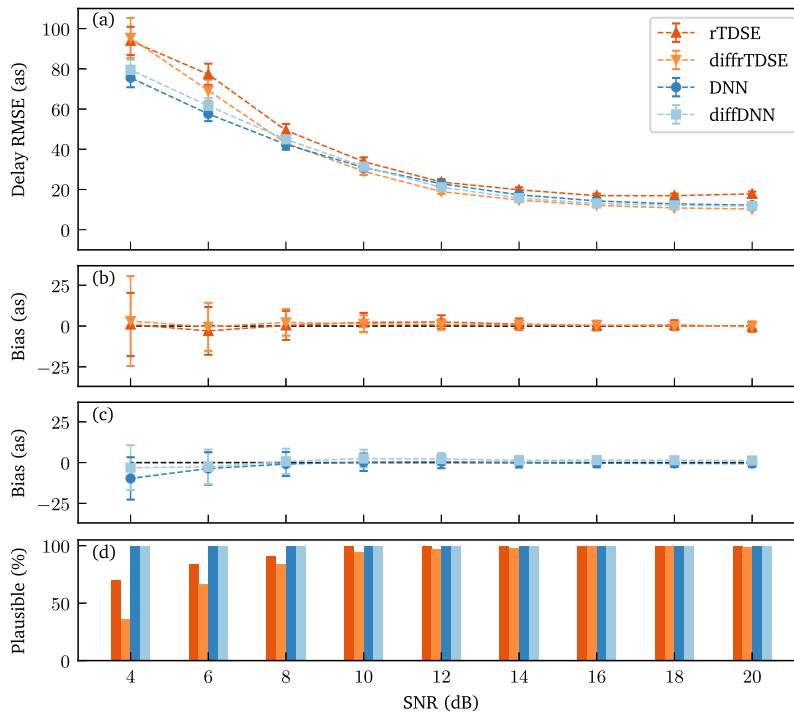 (a)
rTDSE
diffrTDSE
DNN
diffDNN
100
80
60
40
20
0
Delay RMSE (as)
(b)
25
0
−25
Bias (as)
(c)
25
0
−25
Bias (as)
(d)
100
50
0
Plausible (%)
4 6 8 10 12 14 16 18 20
SNR (dB)